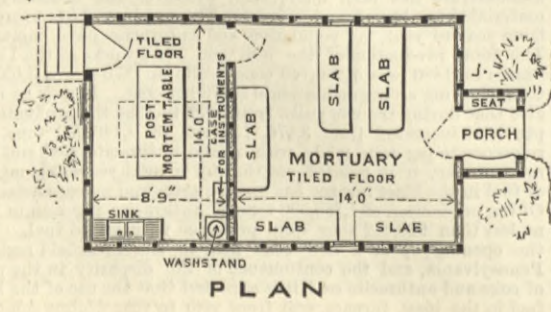 TILED
FLOOR
POST
MORTEM TABLE
14.0"
CASE
FOR INSTRUMENTS
8'.9"
SINK
WASHSTAND
SLAB
SLAB
SLAB
MORTUARY
TILED FLOOR
14'.0"
SLAB
SLAE
SEAT
PORCH
J.
PLAN